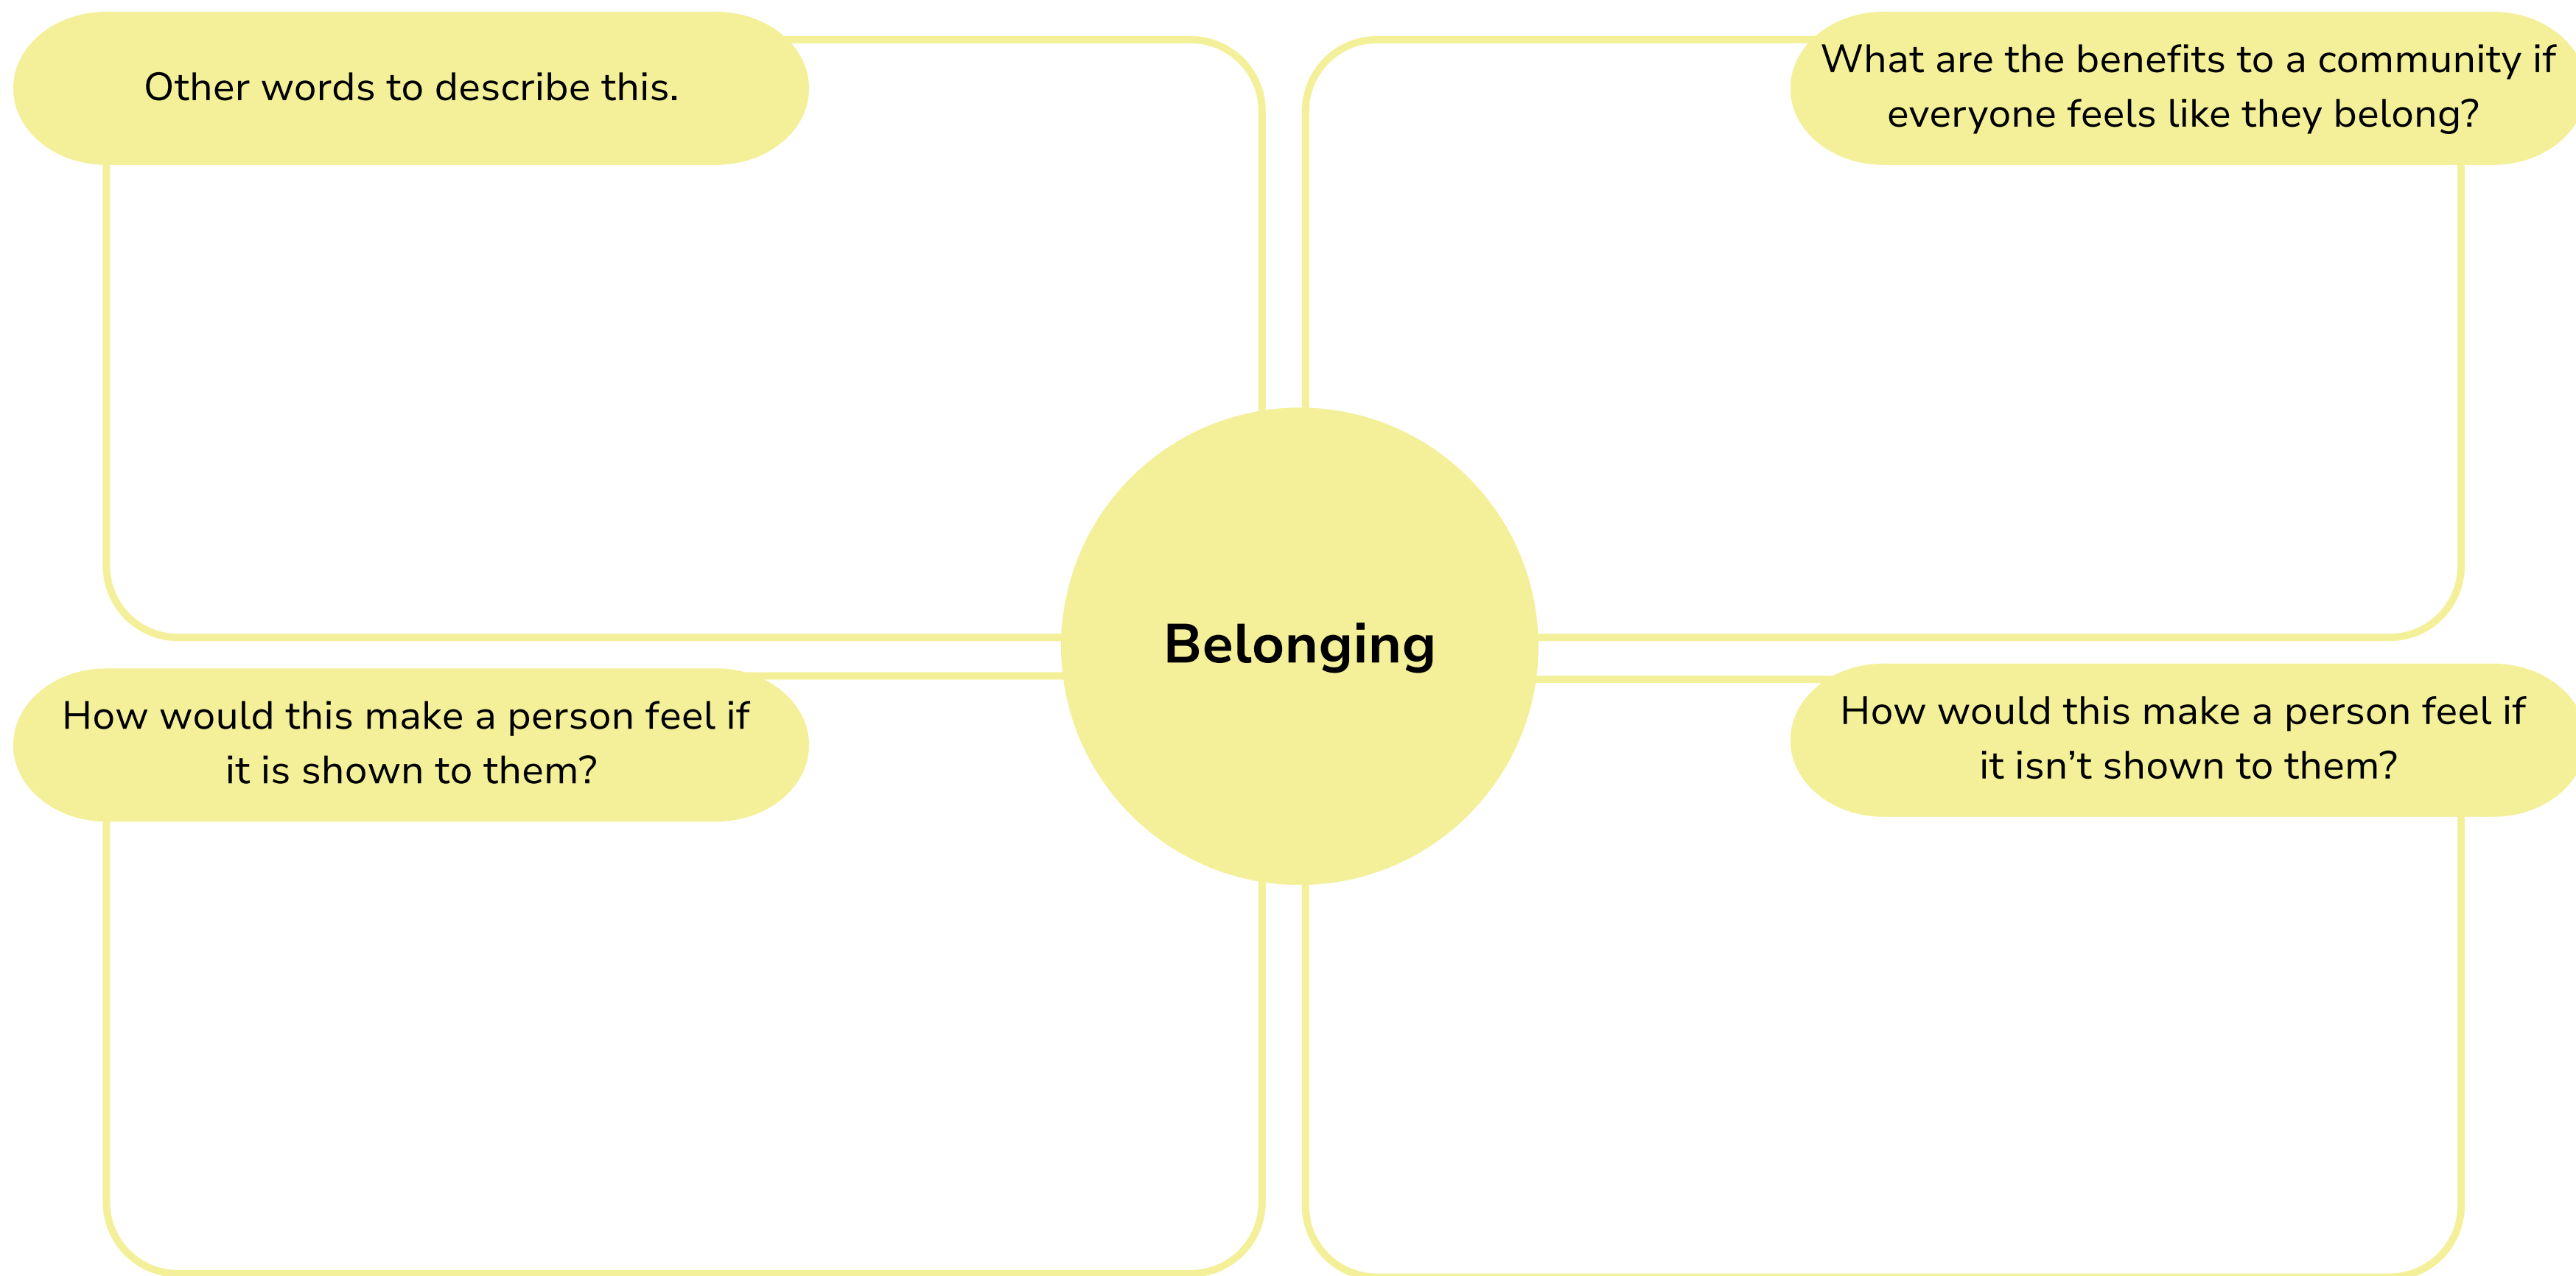 Other words to describe this.
What are the benefits to a community if
everyone feels like they belong?
Belonging
How would this make a person feel if
it is shown to them?
How would this make a person feel if
it isn’t shown to them?